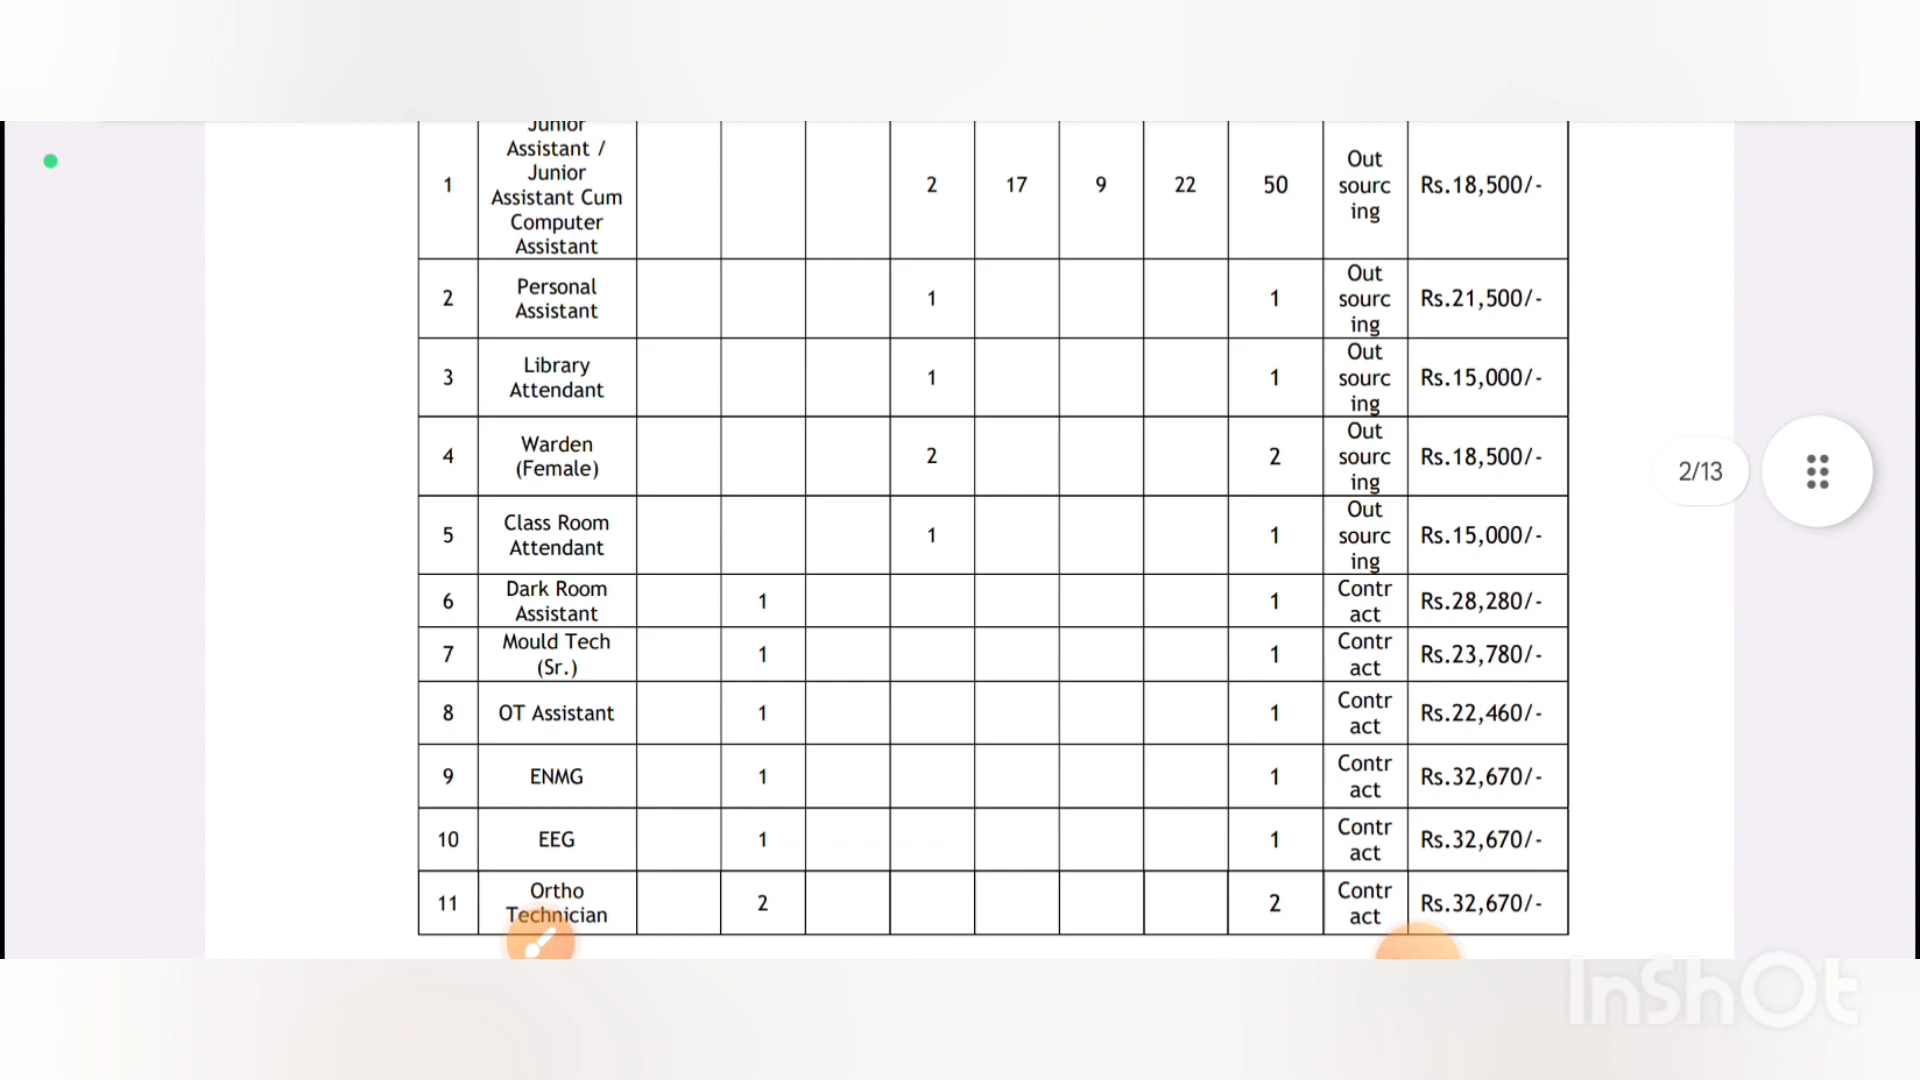 Junior
Assistant /
Junior
Assistant Cum
Computer
Assistant
1
2
17
9
22
50
Out
sourc
ing
Rs.18,500/-
2
Personal
Assistant
1
1
Out
sourc
ing
Rs.21,500/-
3
Library
Attendant
1
1
Out
sourc
ing
Rs.15,000/-
4
Warden
(Female)
2
2
Out
sourc
ing
Rs.18,500/-
5
Class Room
Attendant
1
1
Out
sourc
ing
Rs.15,000/-
6
Dark Room
Assistant
1
1
Contr
act
Rs.28,280/-
7
Mould Tech
(Sr.)
1
1
Contr
act
Rs.23,780/-
8
OT Assistant
1
1
Contr
act
Rs.22,460/-
9
ENMG
1
1
Contr
act
Rs.32,670/-
10
EEG
1
1
Contr
act
Rs.32,670/-
11
Ortho
Technician
2
2
Contr
act
Rs.32,670/-
2/13
InShOt